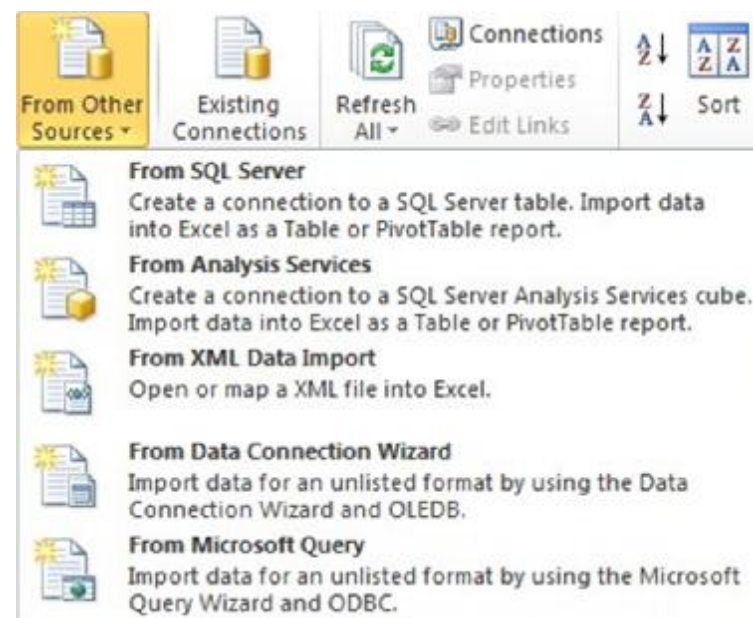 From Other
Sources
Existing
Connections
Refresh
All
Connections
Properties
Edit Links
A
Z
Z
A
A Z
Z A
Sort
From SQL Server
Create a connection to a SQL Server table. Import data
into Excel as a Table or PivotTable report.
From Analysis Services
Create a connection to a SQL Server Analysis Services cube.
Import data into Excel as a Table or PivotTable report.
From XML Data Import
Open or map a XML file into Excel.
From Data Connection Wizard
Import data for an unlisted format by using the Data
Connection Wizard and OLEDB.
From Microsoft Query
Import data for an unlisted format by using the Microsoft
Query Wizard and ODBC.